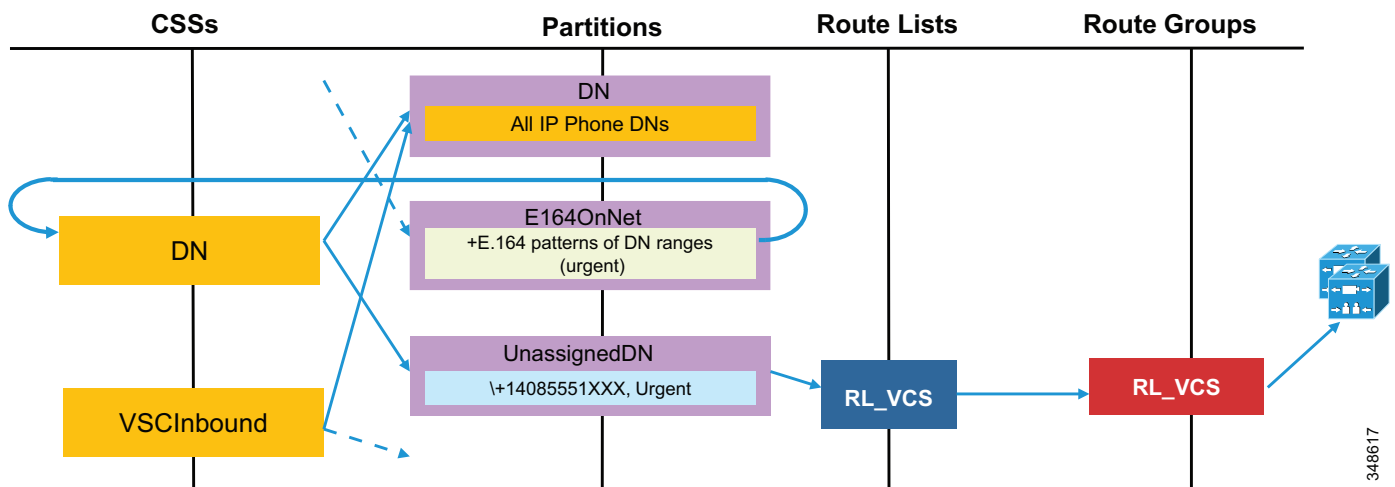 CSSs
Partitions
Route Lists
Route Groups
DN
All IP Phone DNs
DN
E164OnNet
+E.164 patterns of DN ranges
(urgent)
UnassignedDN
\+14085551XXX, Urgent
VSCInbound
RL_VCS
RL_VCS
348617